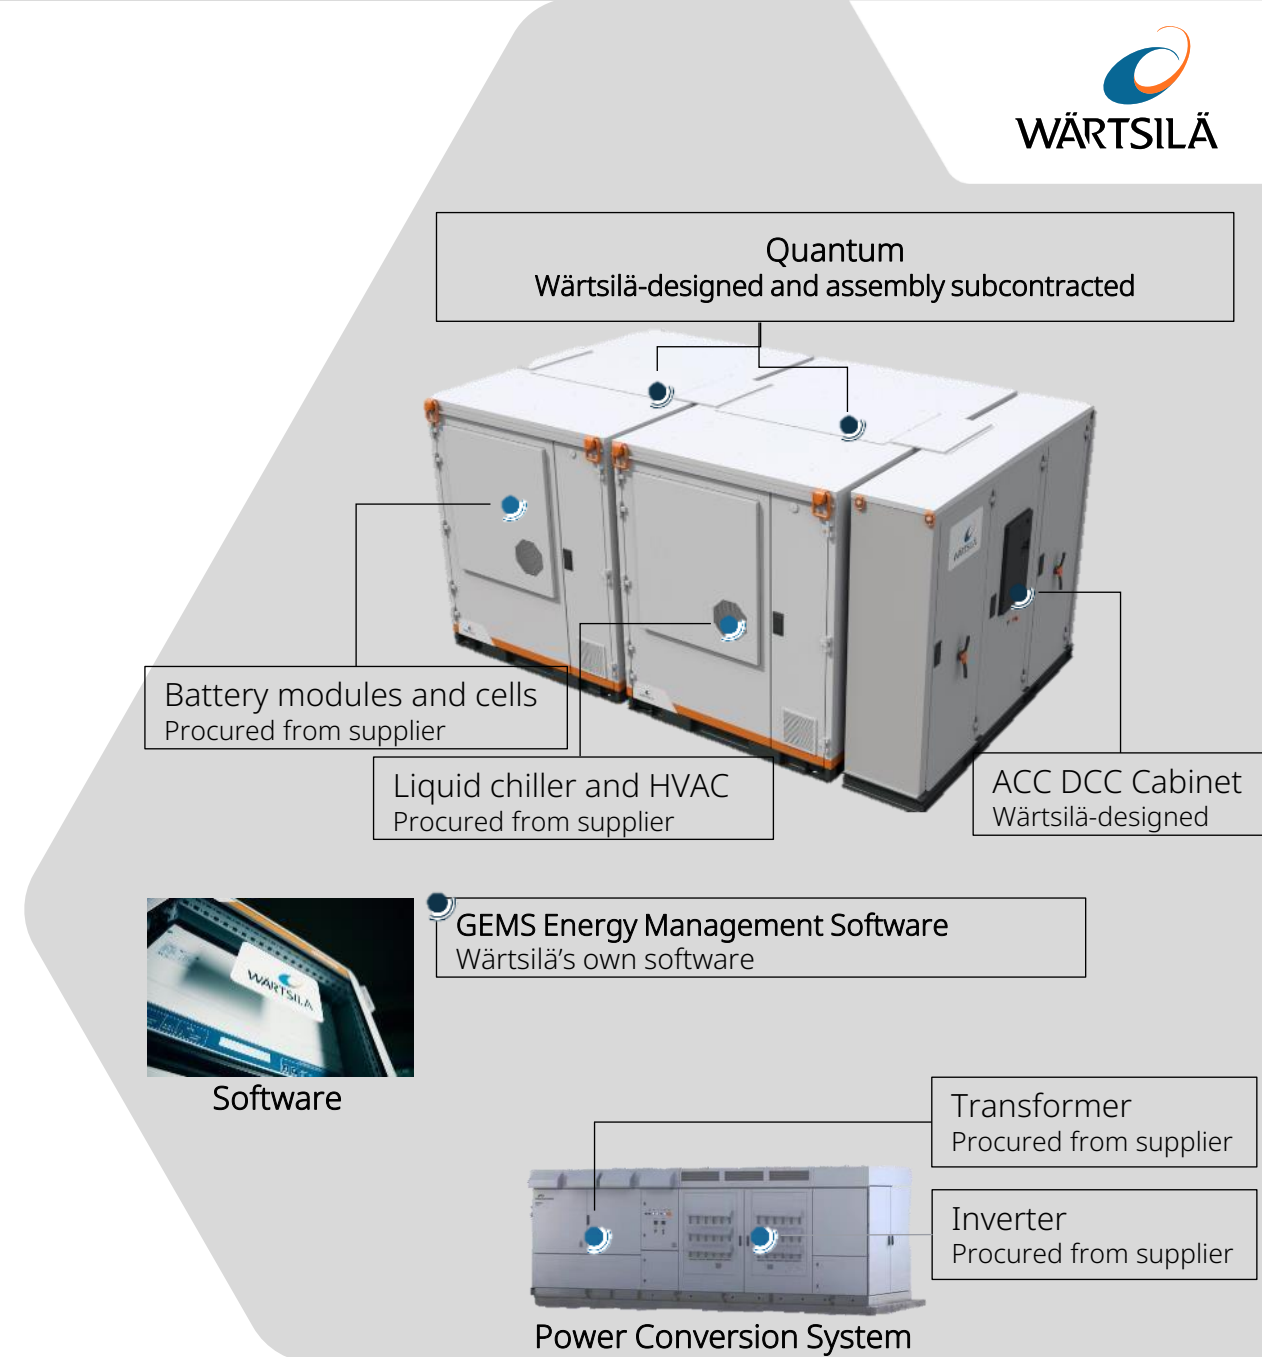 WÄRTSILÄ
Quantum
Wärtsilä-designed and assembly subcontracted
WÄRTSILÄ
Battery modules and cells
Procured from supplier
Liquid chiller and HVAC
Procured from supplier
ACC DCC Cabinet
Wärtsilä-designed
GEMS Energy Management Software
Wärtsilä’s own software
WÄRTSILÄ
Software
Transformer
Procured from supplier
Inverter
Procured from supplier
Power Conversion System